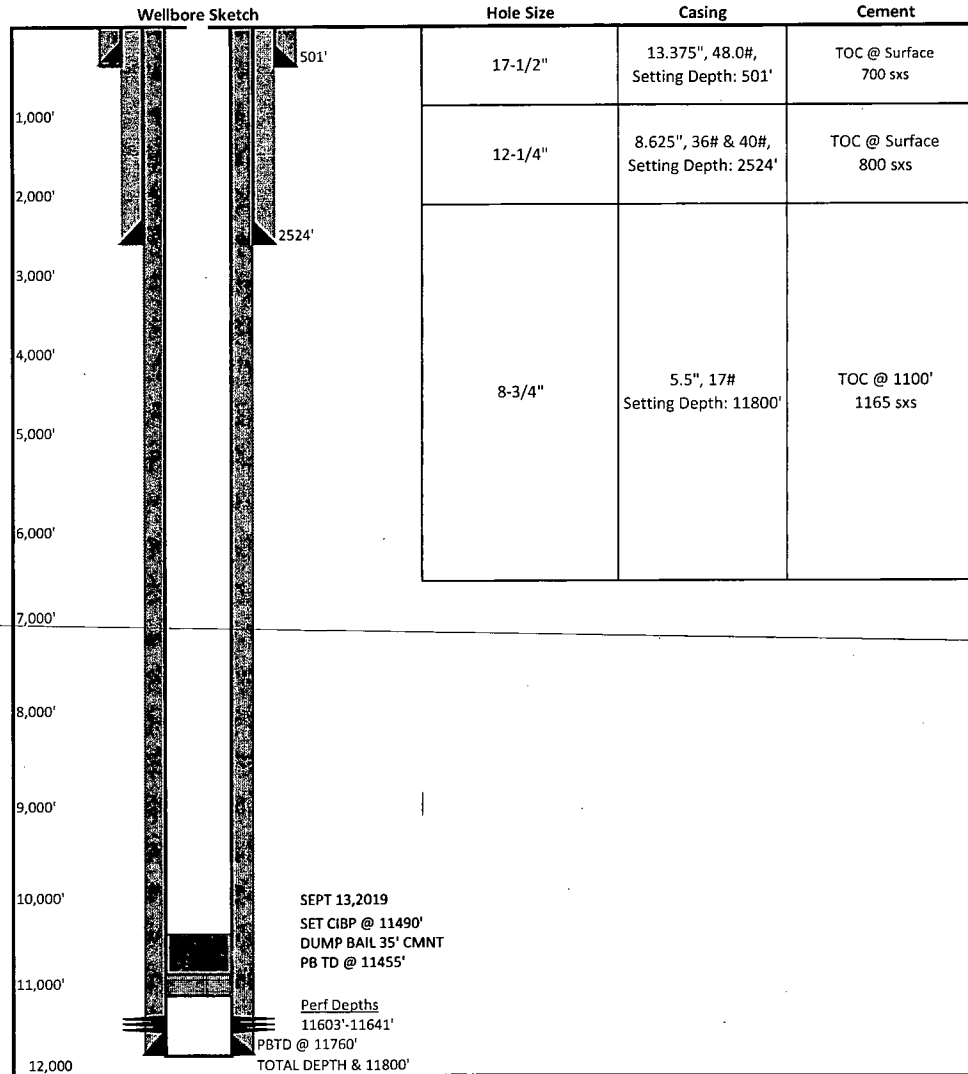 Wellbore Sketch
Hole Size Casing Cement
501'
17-1/2"
13.375", 48.0#,
Setting Depth: 501'
TOC @ Surface
700 sxs
1,000'
12-1/4"
8.625", 36# & 40#,
Setting Depth: 2524'
TOC @ Surface
800 sxs
2,000'
2524'
3,000'
4,000'
8-3/4"
5.5", 17#
Setting Depth: 11800'
TOC @ 1100'
1165 sxs
5,000'
6,000'
7,000'
8,000'
9,000'
10,000'
SEPT 13,2019
SET CIBP @ 11490'
DUMP BAIL 35' CMNT
PB TD @ 11455'
11,000'
Perf Depths
11603'-11641'
PBTD @ 11760'
12,000
TOTAL DEPTH & 11800'